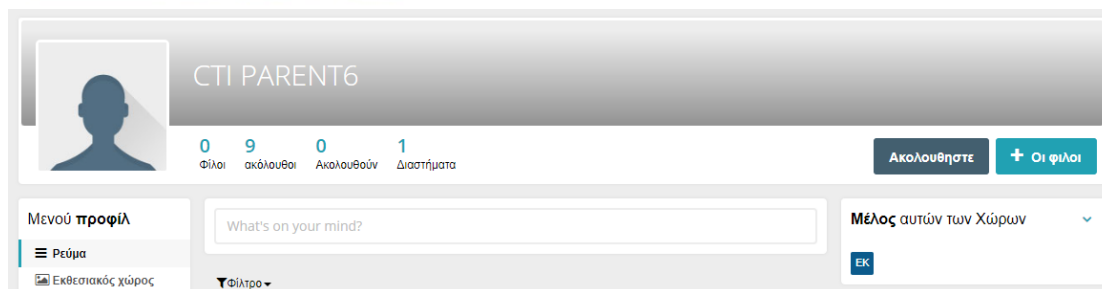 CTI PARENT6
0 9 0 1
Φίλοι ακόλουθοι Ακολουθούν Διαστήματα
Ακολουθηστε + Οι φιλοι
Μενού προφίλ
What's on your mind?
Μέλος αυτών των Χώρων
Ρεύμα
EK
Εκθεσιακός χώρος
Φίλτρο